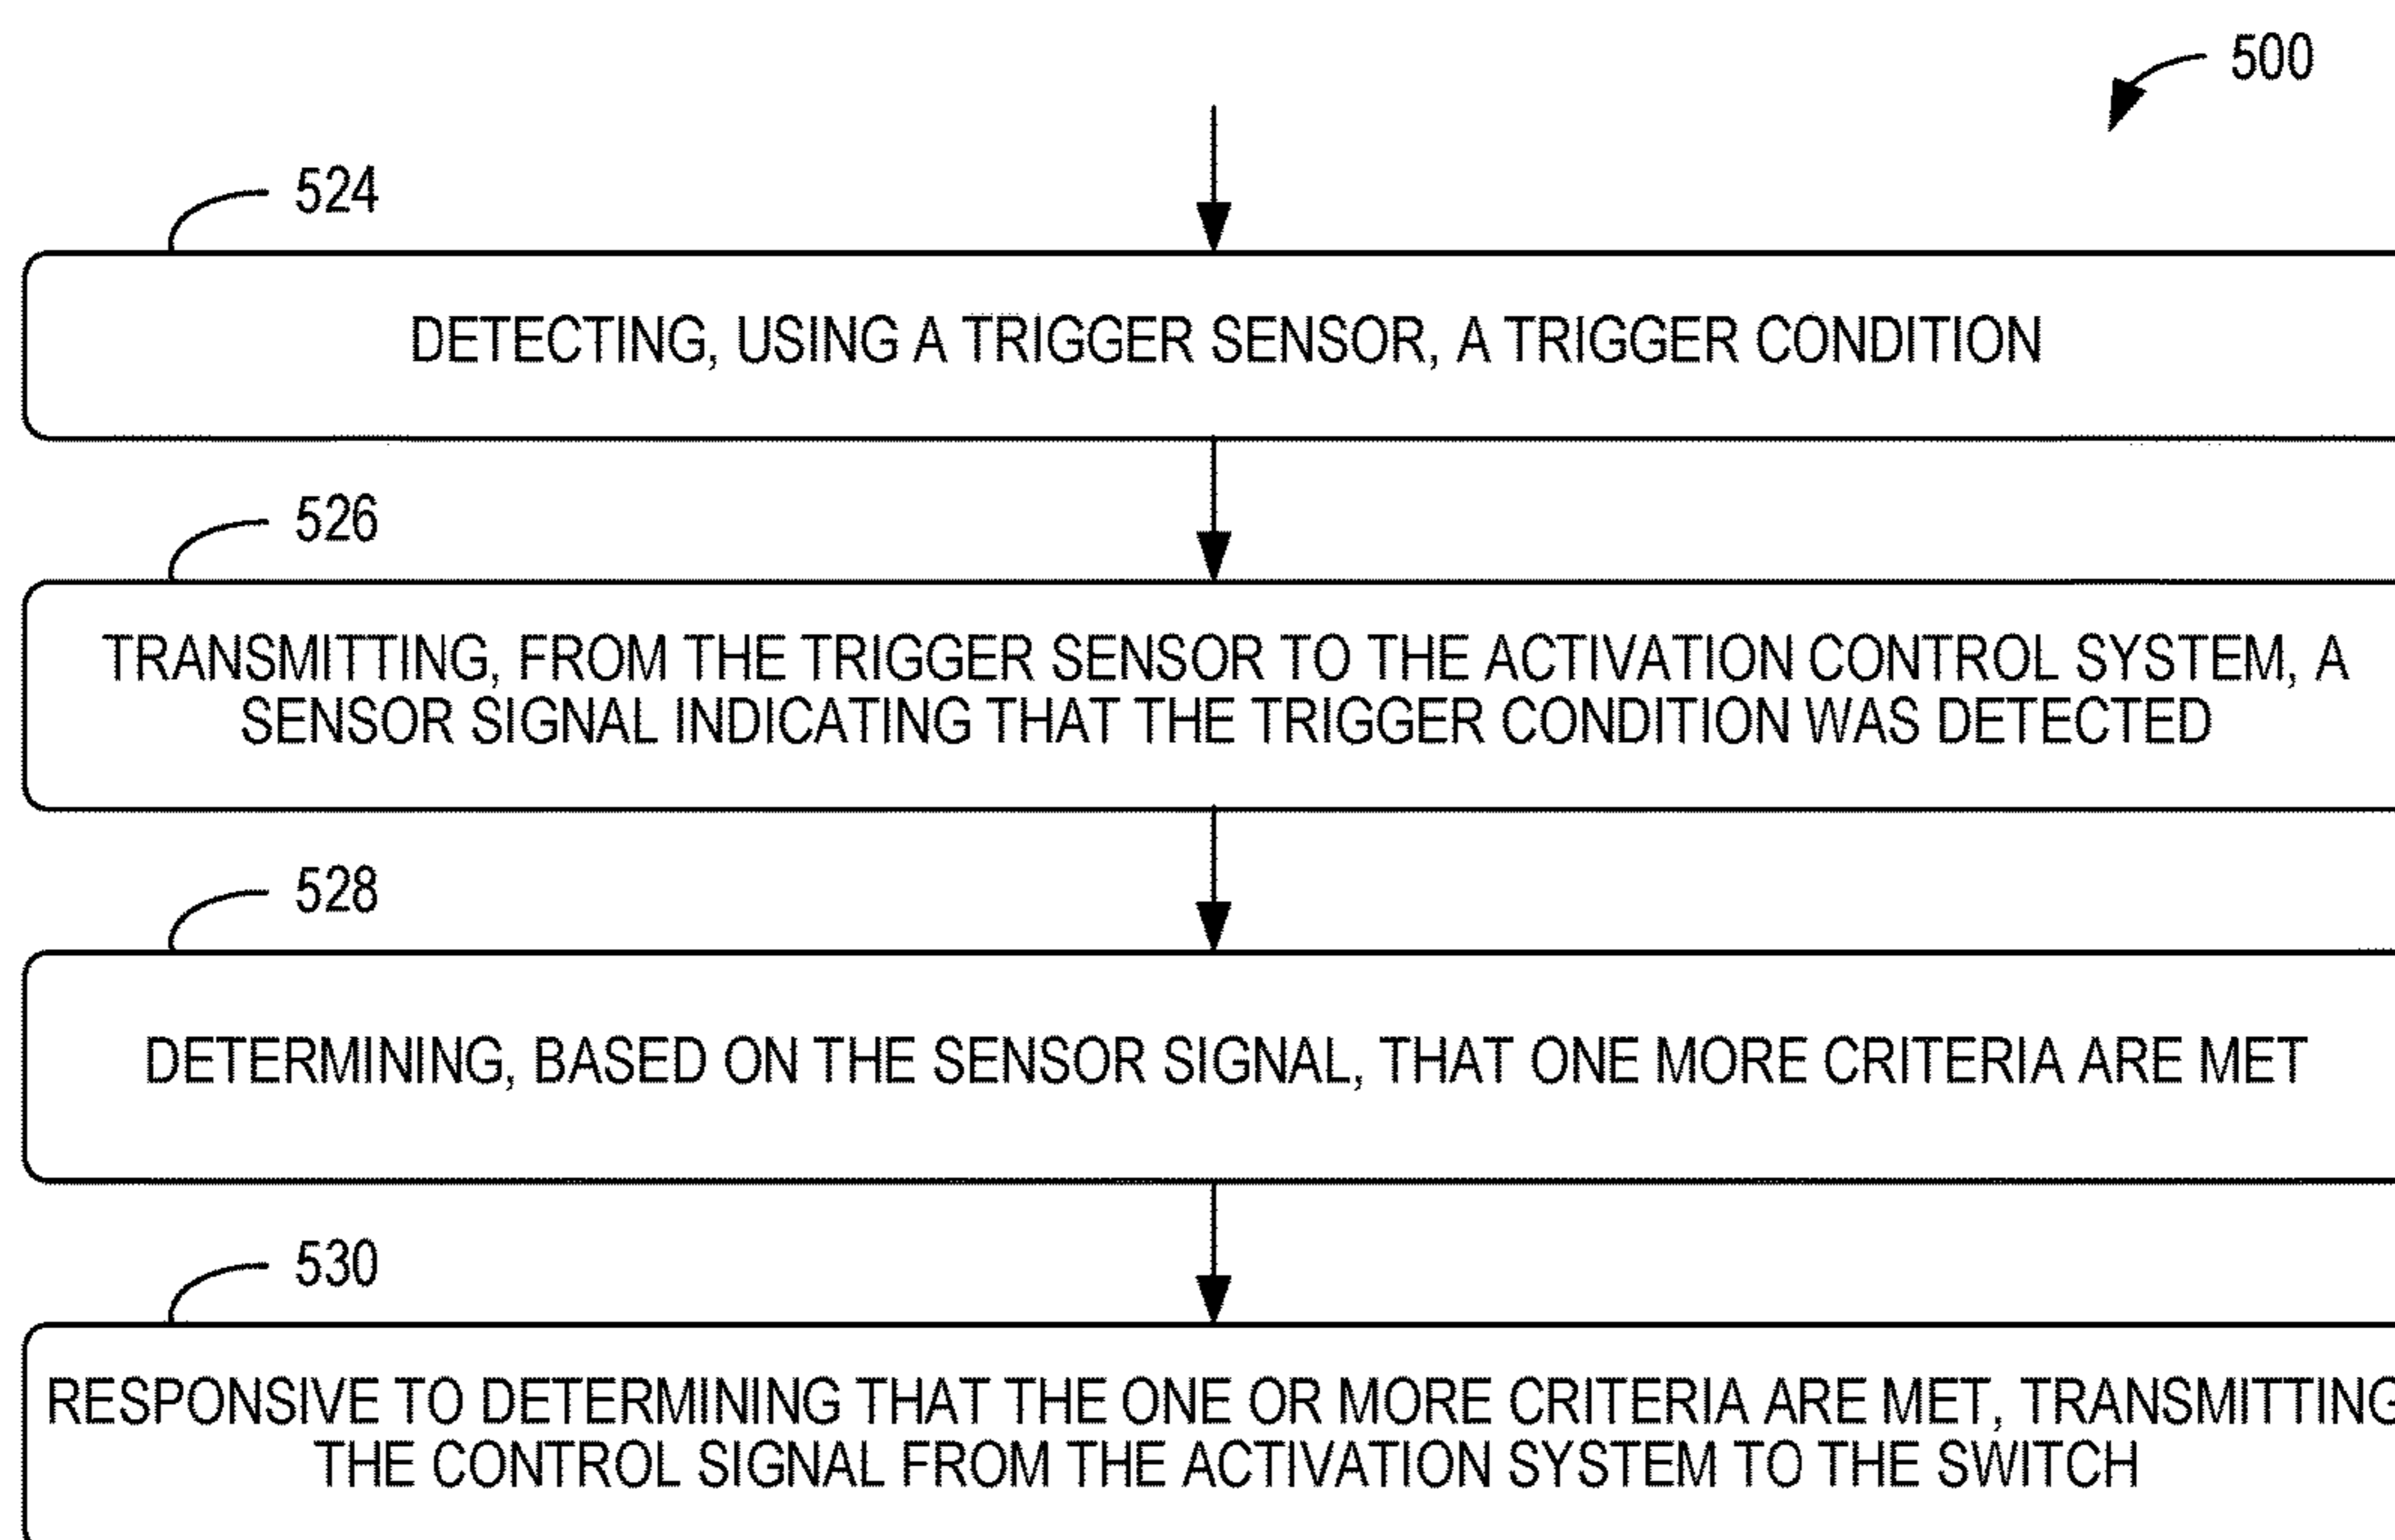 500
524
DETECTING, USING A TRIGGER SENSOR, A TRIGGER CONDITION
526
TRANSMITTING, FROM THE TRIGGER SENSOR TO THE ACTIVATION CONTROL SYSTEM, A
SENSOR SIGNAL INDICATING THAT THE TRIGGER CONDITION WAS DETECTED
528
DETERMINING, BASED ON THE SENSOR SIGNAL, THAT ONE MORE CRITERIA ARE MET
530
RESPONSIVE TO DETERMINING THAT THE ONE OR MORE CRITERIA ARE MET, TRANSMITTING
THE CONTROL SIGNAL FROM THE ACTIVATION SYSTEM TO THE SWITCH